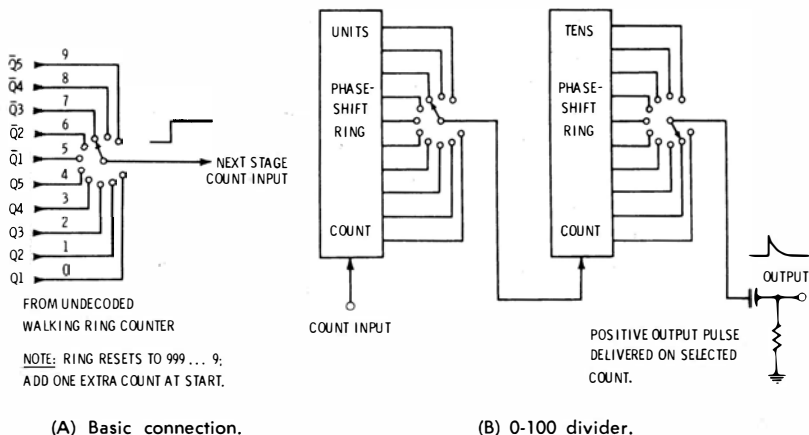 Q̅5 9
Q̅4 8
Q̅3 7
Q̅2 6
Q̅1 5
Q5 4
Q4 3
Q3 2
Q2 1
Q1 0
NEXT STAGE
COUNT INPUT
FROM UNDECODED
WALKING RING COUNTER
NOTE: RING RESETS TO 999 ... 9;
ADD ONE EXTRA COUNT AT START.
(A) Basic connection.
UNITS
PHASE-
SHIFT
RING
COUNT
COUNT INPUT
TENS
PHASE-
SHIFT
RING
COUNT
OUTPUT
POSITIVE OUTPUT PULSE
DELIVERED ON SELECTED
COUNT.
(B) 0-100 divider.